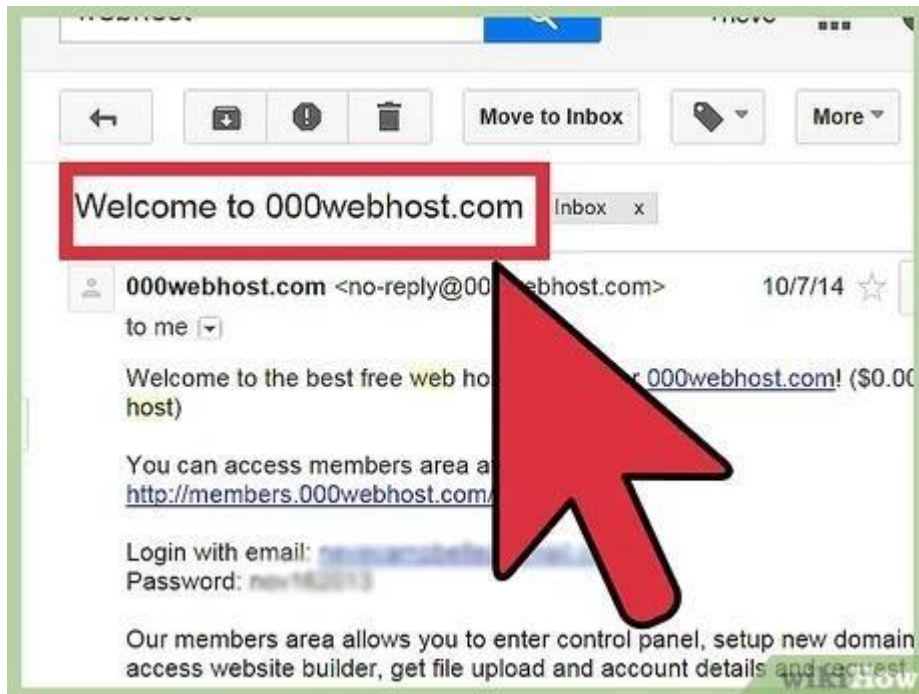 Move to Inbox
More
Welcome to 000webhost.com
Inbox x
000webhost.com <no-reply@00 ebhost.com> 10/7/14
to me
Welcome to the best free web ho 000webhost.com! ($0.00
host)
You can access members area a
http://members.000webhost.com/
Login with email:
Password:
Our members area allows you to enter control panel, setup new domain
access website builder, get file upload and account details and request
wikiHow